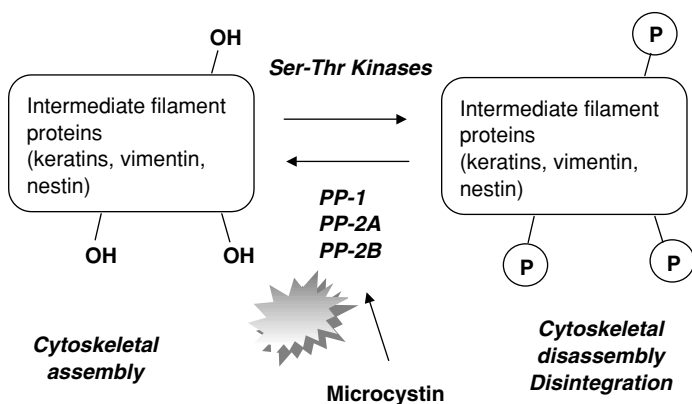 OH
Ser-Thr Kinases
P
Intermediate filament
proteins
(keratins, vimentin,
nestin)
OH
OH
Intermediate filament
proteins
(keratins, vimentin,
nestin)
P
P
PP-1
PP-2A
PP-2B
Cytoskeletal
assembly
Microcystin
Cytoskeletal
disassembly
Disintegration